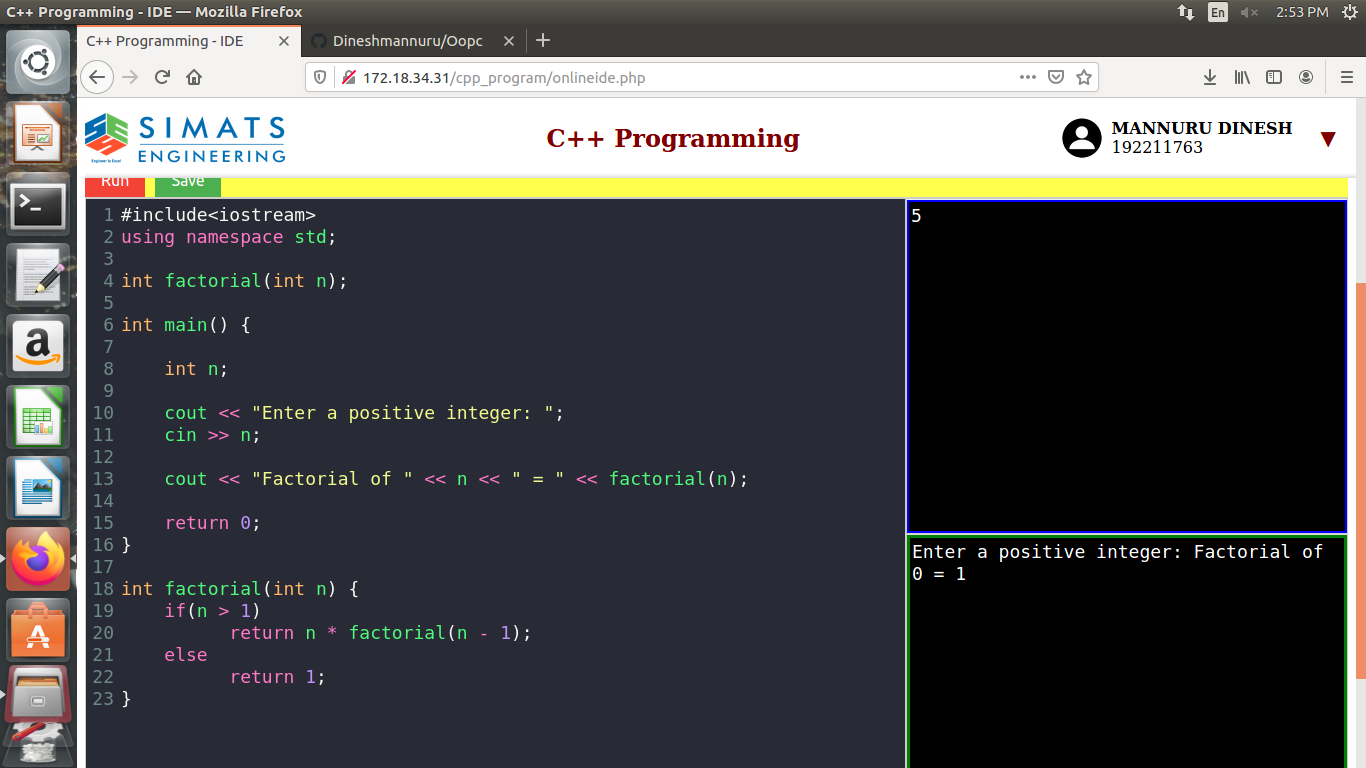 C++ Programming - IDE — Mozilla Firefox
En
2:53 PM
C++ Programming - IDE
Dineshmannuru/Oopc
172.18.34.31/cpp_program/onlineide.php
SIMATS
ENGINEERING
Engineer to Excel
C++ Programming
MANNURU DINESH
192211763
Run
Save
1 #include<iostream>
2 using namespace std;
3
4 int factorial(int n);
5
6 int main() {
7
8     int n;
9
10     cout << "Enter a positive integer: ";
11     cin >> n;
12
13     cout << "Factorial of " << n << " = " << factorial(n);
14
15     return 0;
16 }
17
18 int factorial(int n) {
19     if(n > 1)
20           return n * factorial(n - 1);
21     else
22           return 1;
23 }
5
Enter a positive integer: Factorial of
0 = 1